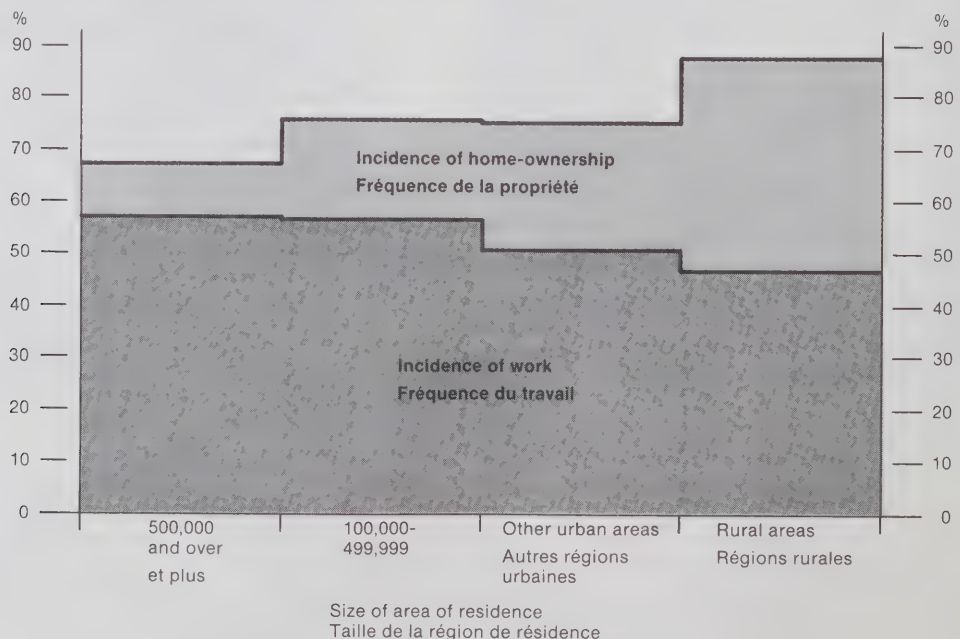 % %
90 90
80 80
70 70
Incidence of home-ownership
Fréquence de la propriété
60 60
50 50
40 40
30 30
Incidence of work
Fréquence du travail
20 20
10 10
0 0
500,000
and over
et plus
100,000-
499,999
Other urban areas
Autres régions
urbaines
Rural areas
Régions rurales
Size of area of residence
Taille de la région de résidence